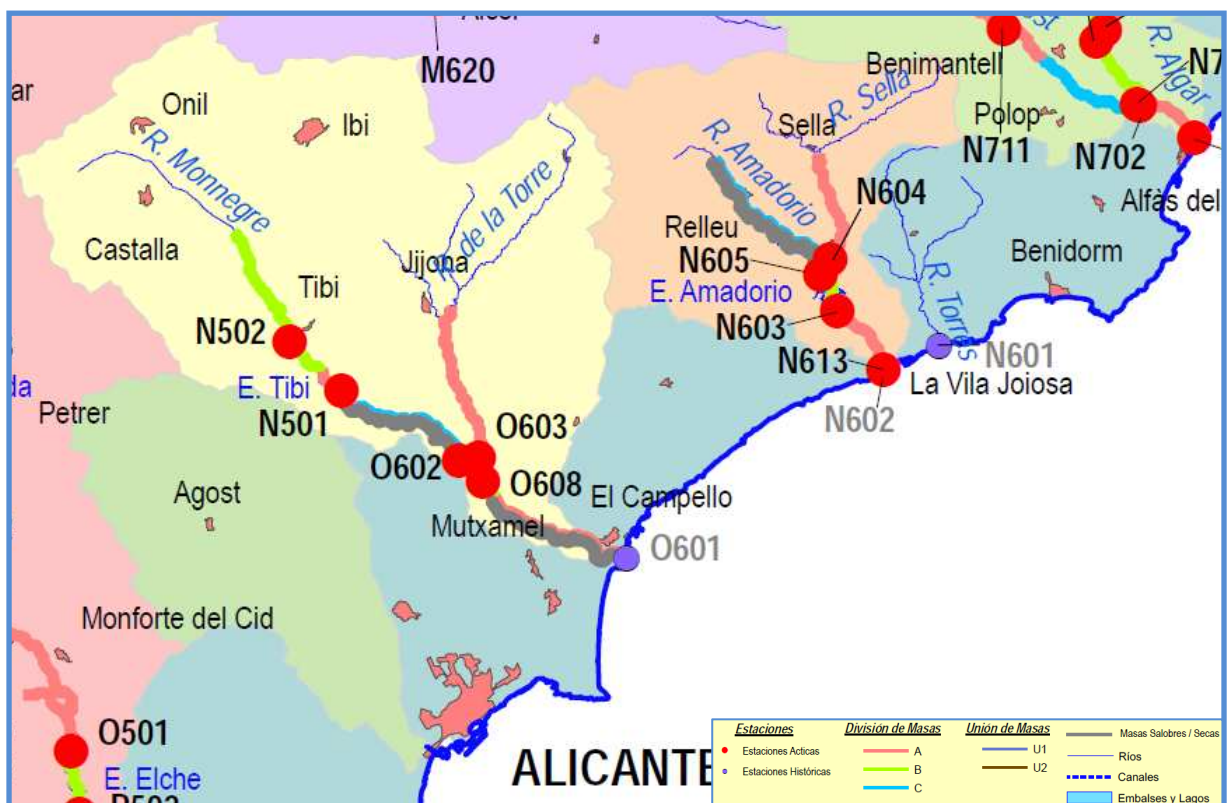 M620
Onil
Ibi
R. Monnegre
R. de la Torre
Castalla
Tibi
Jijona
N502
E. Tibi
N501
Petrer
Agost
O602
O603
O608
Mutxamel
El Campello
O601
Monforte del Cid
O501
E. Elche
ALICANTE
Benimantell
R. Algar
Polop
N711
N702
Sella
R. Sella
R. Amadorio
Relleu
N604
N605
E. Amadorio
N603
N613
N602
La Vila Joiosa
R. Torres
N601
Benidorm
Alfàs del
Estaciones
Estaciones Acticas
Estaciones Históricas
División de Masas
A
B
C
Unión de Masas
U1
U2
Masas Salobres / Secas
Ríos
Canales
Embalses y Lagos